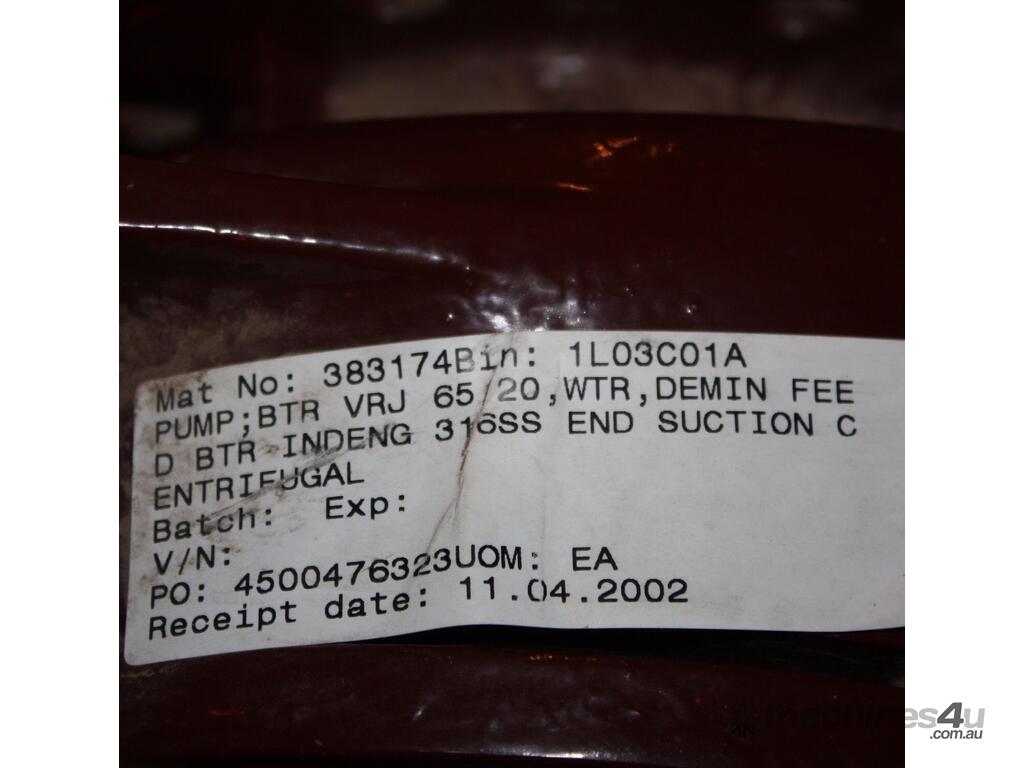 Mat No: 383174Bin: 1L03C01A
PUMP;BTR VRJ 65 20,WTR,DEMIN FEE
D BTR INDENG 316SS END SUCTION C
ENTRIFUGAL
Batch: Exp:
V/N:
PO: 4500476323UOM: EA
Receipt date: 11.04.2002
machines4u
.com.au